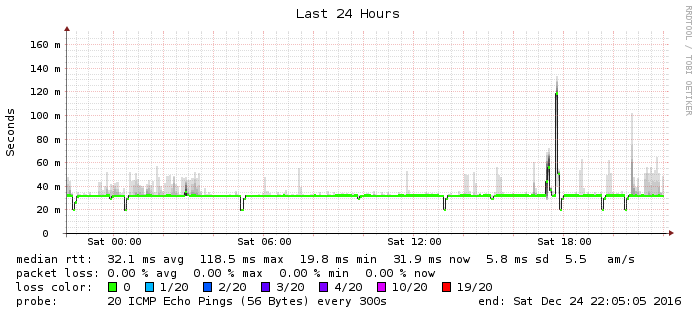 Last 24 Hours
RRDTOOL / TOBI OETIKER
Seconds
160 m
140 m
120 m
100 m
80 m
60 m
40 m
20 m
0
Sat 00:00 Sat 06:00 Sat 12:00 Sat 18:00
median rtt: 32.1 ms avg 118.5 ms max 19.8 ms min 31.9 ms now 5.8 ms sd 5.5 am/s
packet loss: 0.00 % avg 0.00 % max 0.00 % min 0.00 % now
loss color: 0 1/20 2/20 3/20 4/20 10/20 19/20
probe: 20 ICMP Echo Pings (56 Bytes) every 300s end: Sat Dec 24 22:05:05 2016